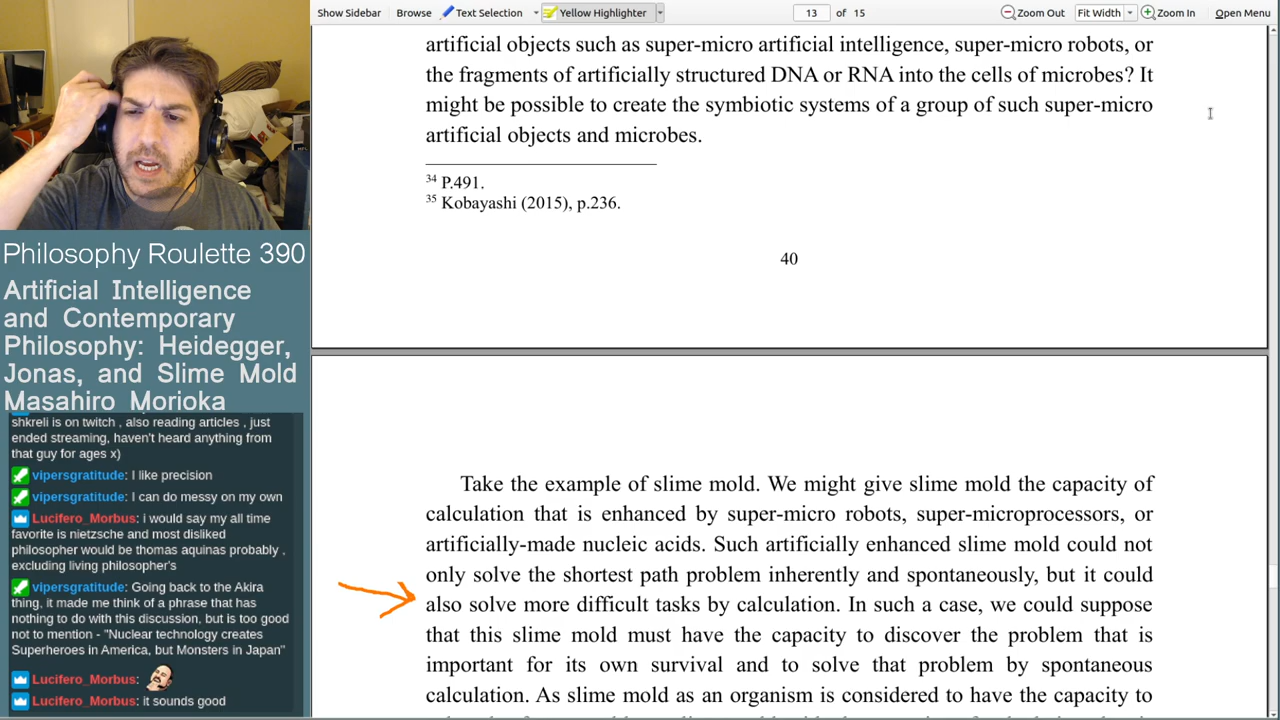 Show Sidebar Browse Text Selection Yellow Highlighter 13 of 15 Zoom Out Fit Width Zoom In Open Menu
artificial objects such as super-micro artificial intelligence, super-micro robots, or
the fragments of artificially structured DNA or RNA into the cells of microbes? It
might be possible to create the symbiotic systems of a group of such super-micro
artificial objects and microbes.
34 P.491.
35 Kobayashi (2015), p.236.
40
Take the example of slime mold. We might give slime mold the capacity of
calculation that is enhanced by super-micro robots, super-microprocessors, or
artificially-made nucleic acids. Such artificially enhanced slime mold could not
only solve the shortest path problem inherently and spontaneously, but it could
also solve more difficult tasks by calculation. In such a case, we could suppose
that this slime mold must have the capacity to discover the problem that is
important for its own survival and to solve that problem by spontaneous
calculation. As slime mold as an organism is considered to have the capacity to
Philosophy Roulette 390
Artificial Intelligence
and Contemporary
Philosophy: Heidegger,
Jonas, and Slime Mold
Masahiro Morioka
shkreli is on twitch , also reading articles , just
ended streaming, haven't heard anything from
that guy for ages x)
vipersgratitude: I like precision
vipersgratitude: I can do messy on my own
Lucifero_Morbus: i would say my all time
favorite is nietzsche and most disliked
philosopher would be thomas aquinas probably ,
excluding living philosopher's
vipersgratitude: Going back to the Akira
thing, it made me think of a phrase that has
nothing to do with this discussion, but is too good
not to mention - "Nuclear technology creates
Superheroes in America, but Monsters in Japan"
Lucifero_Morbus:
Lucifero_Morbus: it sounds good